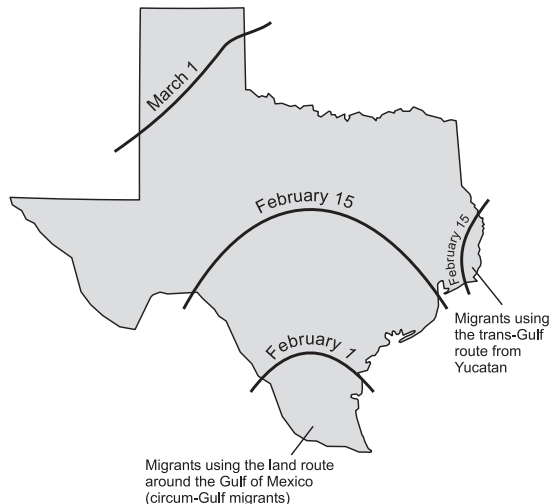 March 1
February 15
February 15
February 1
Migrants using
the trans-Gulf
route from
Yucatan
Migrants using the land route
around the Gulf of Mexico
(circum-Gulf migrants)